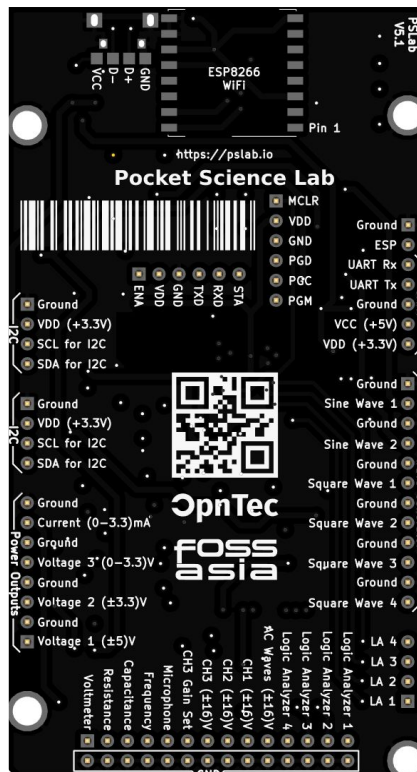 PSLab
V5.1
VCC
D-
D+
GND
ESP8266
WiFi
Pin 1
https://pslab.io
Pocket Science Lab
MCLR
VDD
GND
PGD
PGC
PGM
ENA
VDD
GND
TXD
RXD
STA
Ground
ESP
UART Rx
UART Tx
Ground
VCC (+5V)
VDD (+3.3V)
I2C
Ground
VDD (+3.3V)
SCL for I2C
SDA for I2C
I2C
Ground
VDD (+3.3V)
SCL for I2C
SDA for I2C
Ground
Sine Wave 1
Ground
Sine Wave 2
Ground
Square Wave 1
Ground
Square Wave 2
Ground
Square Wave 3
Ground
Square Wave 4
OpnTec
FOSS
ASIA
Power Outputs
Ground
Current (0-3.3)mA
Ground
Voltage 3 (0-3.3)V
Ground
Voltage 2 (±3.3)V
Ground
Voltage 1 (±5)V
LA 4
LA 3
LA 2
LA 1
Voltmeter
Resistance
Capacitance
Frequency
Microphone
CH3 Gain Set
CH3 (±16)V
CH2 (±16)V
CH1 (±16)V
AC Waves (±16)V
Logic Analyzer 4
Logic Analyzer 3
Logic Analyzer 2
Logic Analyzer 1